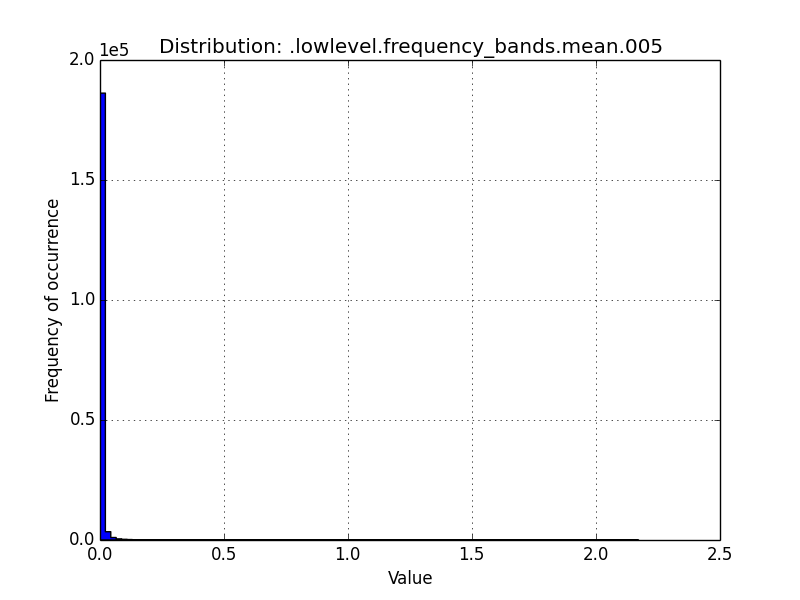 Distribution: .lowlevel.frequency_bands.mean.005
1e5
2.0
1.5
1.0
0.5
0.0
Frequency of occurrence
0.0 0.5 1.0 1.5 2.0 2.5
Value